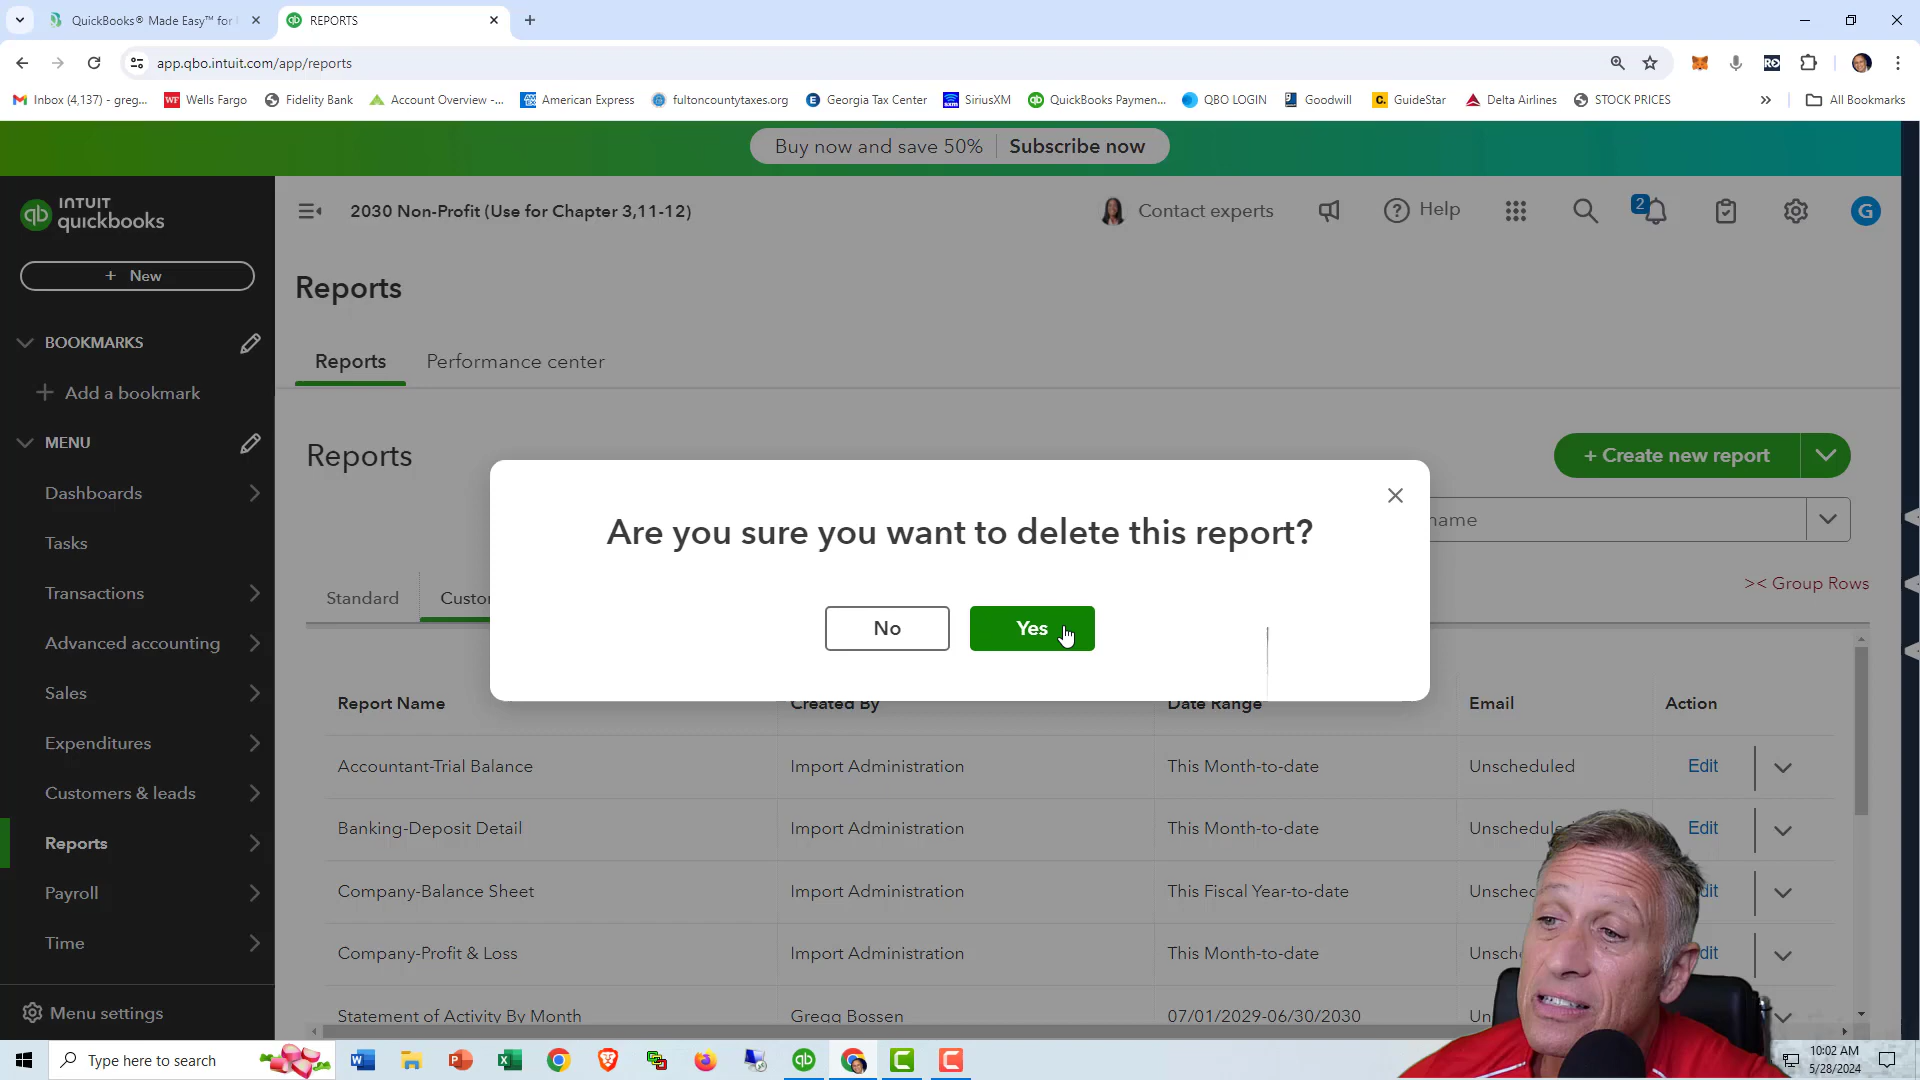 QuickBooks® Made Easy™ for
REPORTS
app.qbo.intuit.com/app/reports
Inbox (4,137) - greg...
Wells Fargo
Fidelity Bank
Account Overview -...
American Express
fultoncountytaxes.org
Georgia Tax Center
SiriusXM
QuickBooks Paymen...
QBO LOGIN
Goodwill
GuideStar
Delta Airlines
STOCK PRICES
All Bookmarks
Buy now and save 50%
Subscribe now
INTUIT
quickbooks
2030 Non-Profit (Use for Chapter 3,11-12)
Contact experts
Help
2
G
+ New
Reports
BOOKMARKS
Add a bookmark
Reports
Performance center
MENU
Reports
+ Create new report
Dashboards
Tasks
Transactions
Advanced accounting
Sales
Expenditures
Customers & leads
Reports
Payroll
Time
Menu settings
Are you sure you want to delete this report?
No
Yes
name
>< Group Rows
Standard
Custo
Report Name
Created By
Date Range
Email
Action
Accountant-Trial Balance
Import Administration
This Month-to-date
Unscheduled
Edit
Banking-Deposit Detail
Import Administration
This Month-to-date
Unschedule
Edit
Company-Balance Sheet
Import Administration
This Fiscal Year-to-date
Unsched
dit
Company-Profit & Loss
Import Administration
This Month-to-date
Unsch
dit
Statement of Activity By Month
Gregg Bossen
07/01/2029-06/30/2030
Un
Type here to search
10:02 AM
5/28/2024